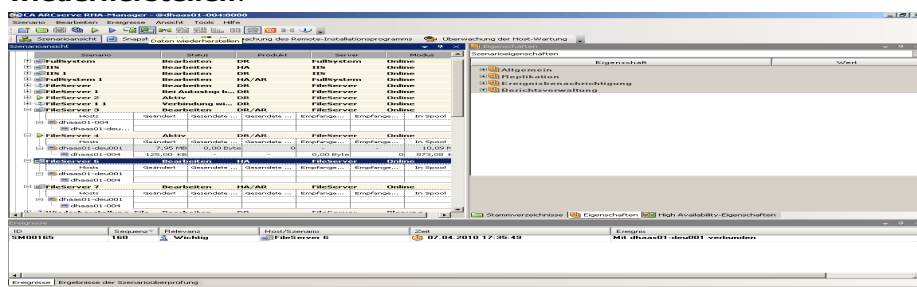 wiederherstellen.
CA ARCserve RHA-Manager - @dhaas01-004:0000
Szenario Bearbeiten Ereignisse Ansicht Tools Hilfe
Szenarioansicht Snapsh Daten wiederherstellen achung des Remote-Installationsprogramms Überwachung der Host-Wartung
Szenarioansicht Eigenschaften
Szenarioeigenschaften
Szenario Status Produkt Server Modus
Eigenschaft Wert
FullSystem Bearbeiten DR FullSystem Online
IIS Bearbeiten HA IIS Online
IIS 1 Bearbeiten DR IIS Online
FullSystem 1 Bearbeiten HA/AR FullSystem Online
FileServer Bearbeiten DR FileServer Online
FileServer 1 Bei Autostop b... DR FileServer Online
FileServer 2 Aktiv DR FileServer Online
FileServer 1 1 Verbindung wi... DR FileServer Online
FileServer 3 Bearbeiten DR/AR FileServer Online
Hosts Geändert Gesendete ... Gesendete ... Empfange... Empfange... In Spool
dhaas01-004
dhaas01-deu...
FileServer 4 Aktiv DR/AR FileServer Online
Hosts Geändert Gesendete ... Gesendete ... Empfange... Empfange... In Spool
dhaas01-deu001 7,95 MB 0,00 Byte 0 10,09 M
dhaas01-004 128,00 KB - - 0,00 Byte 0 873,08 K
FileServer 6 Bearbeiten HA FileServer Online
Hosts Geändert Gesendete ... Gesendete ... Empfange... Empfange... In Spool
dhaas01-deu001
dhaas01-004
FileServer 7 Bearbeiten HA/AR FileServer Online
Hosts Geändert Gesendete ... Gesendete ... Empfange... Empfange... In Spool
dhaas01-deu001
dhaas01-004
Allgemein
Replikation
Ereignisbenachrichtigung
Berichtsverwaltung
Stammverzeichnisse Eigenschaften High Availability-Eigenschaften
Ereignisse
ID Sequenz Relevanz Host/Szenario Zeit Ereignis
SM00165 160 Wichtig FileServer 6 07.04.2010 17:35:49 Mit dhaas01-deu001 verbunden
Ereignisse Ergebnisse der Szenarioüberprüfung